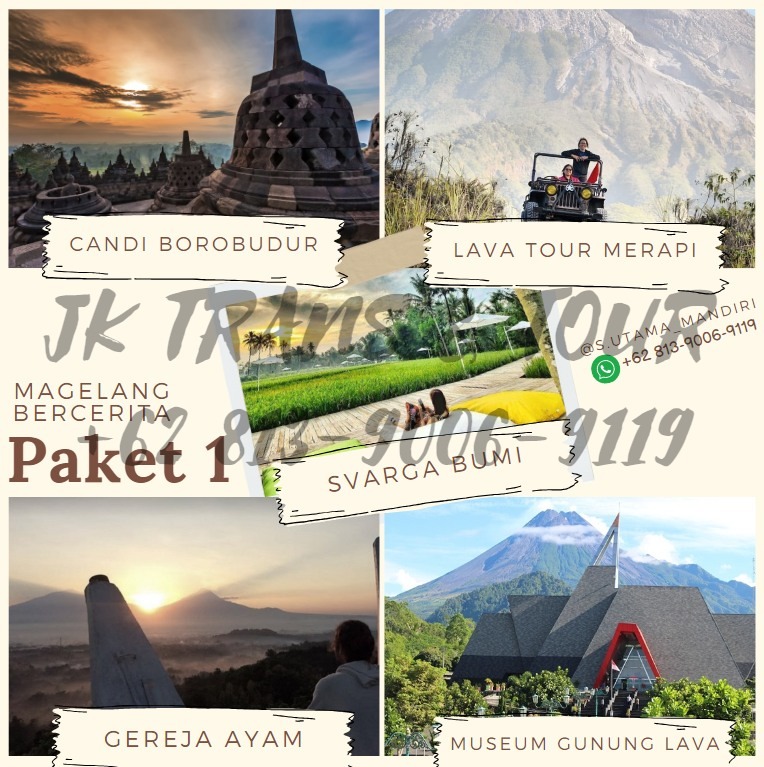 CANDI BOROBUDUR
LAVA TOUR MERAPI
JK TRANS & TOUR
@S.UTAMA_MANDIRI
+62 813-9006-9119
MAGELANG
BERCERITA
+62 813-9006-9119
Paket 1
SVARGA BUMI
GEREJA AYAM
MUSEUM GUNUNG LAVA